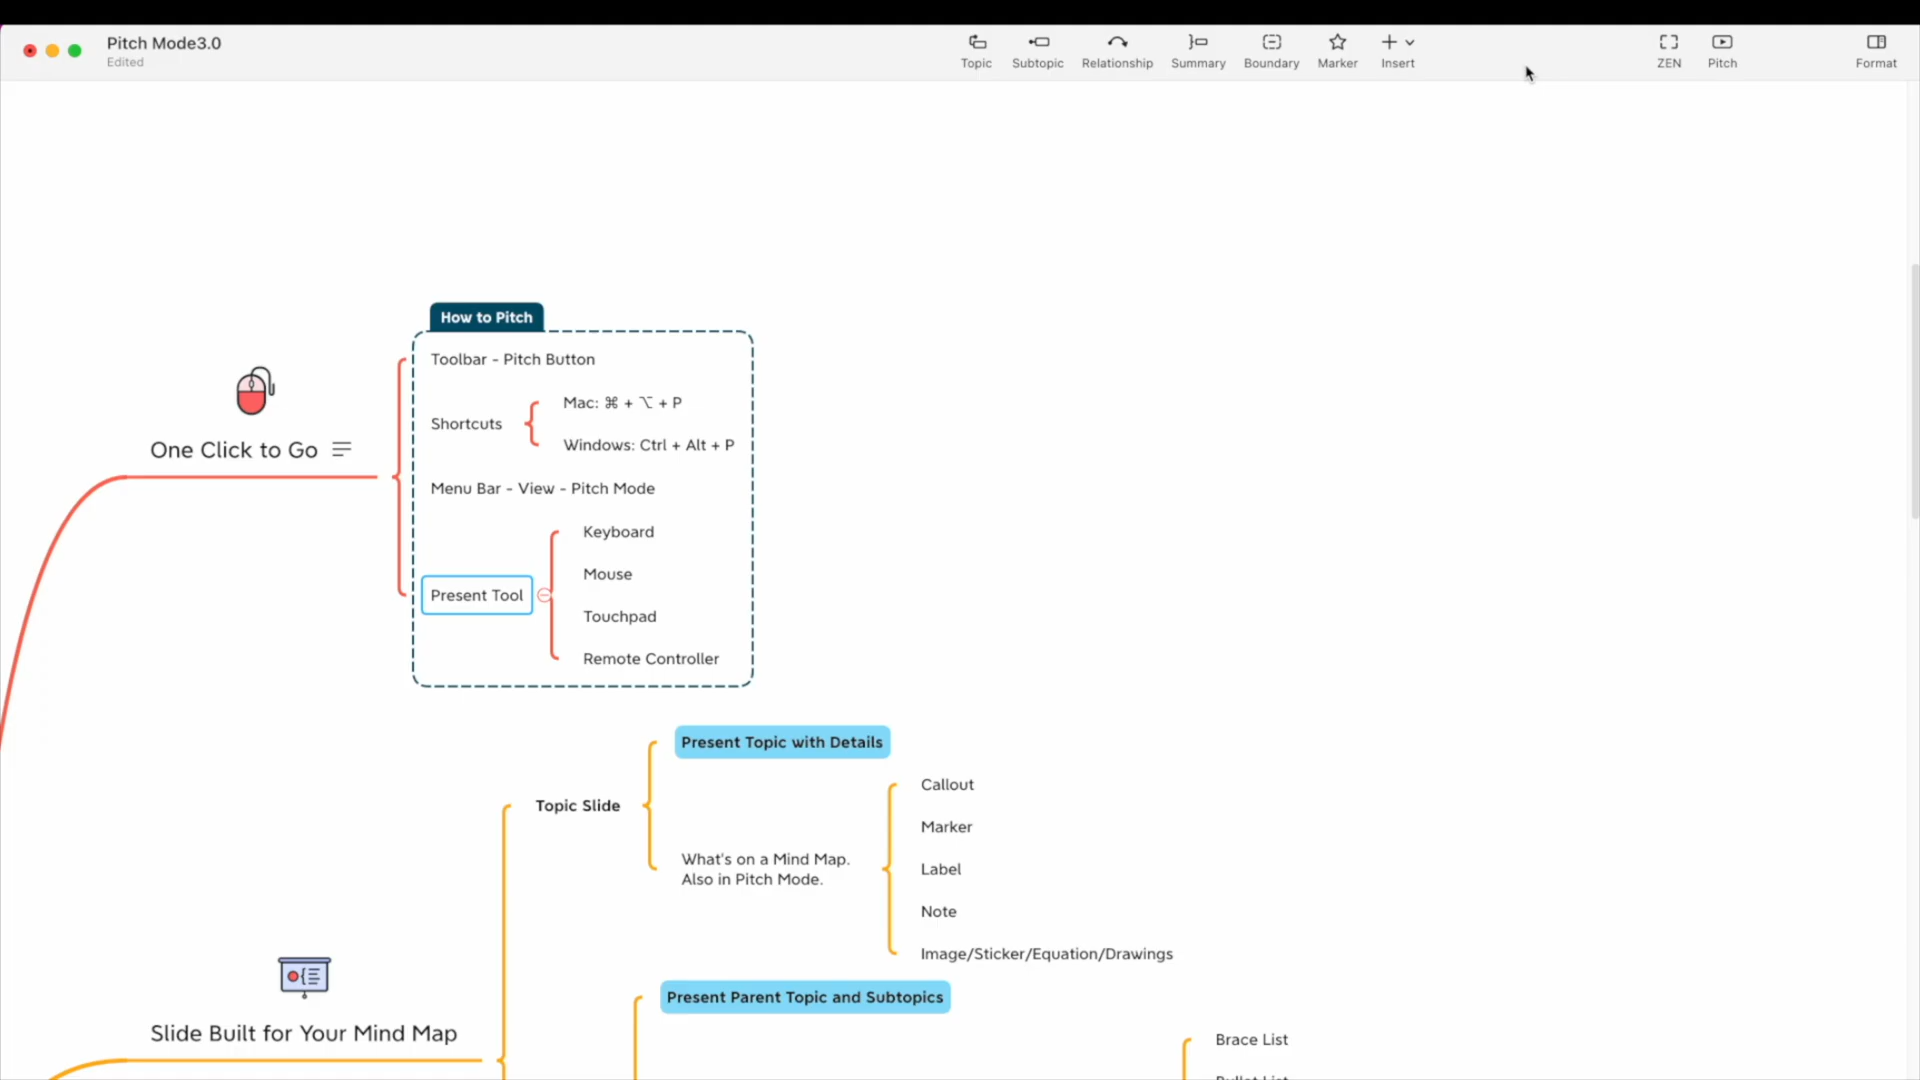 Pitch Mode3.0
Edited
Topic
Subtopic
Relationship
Summary
Boundary
Marker
Insert
ZEN
Pitch
Format
How to Pitch
Toolbar - Pitch Button
Shortcuts
Mac: ⌘ + ⌥ + P
Windows: Ctrl + Alt + P
Menu Bar - View - Pitch Mode
Present Tool
Keyboard
Mouse
Touchpad
Remote Controller
One Click to Go
Present Topic with Details
Topic Slide
What's on a Mind Map.
Also in Pitch Mode.
Callout
Marker
Label
Note
Image/Sticker/Equation/Drawings
Present Parent Topic and Subtopics
Slide Built for Your Mind Map
Brace List
Bullet List